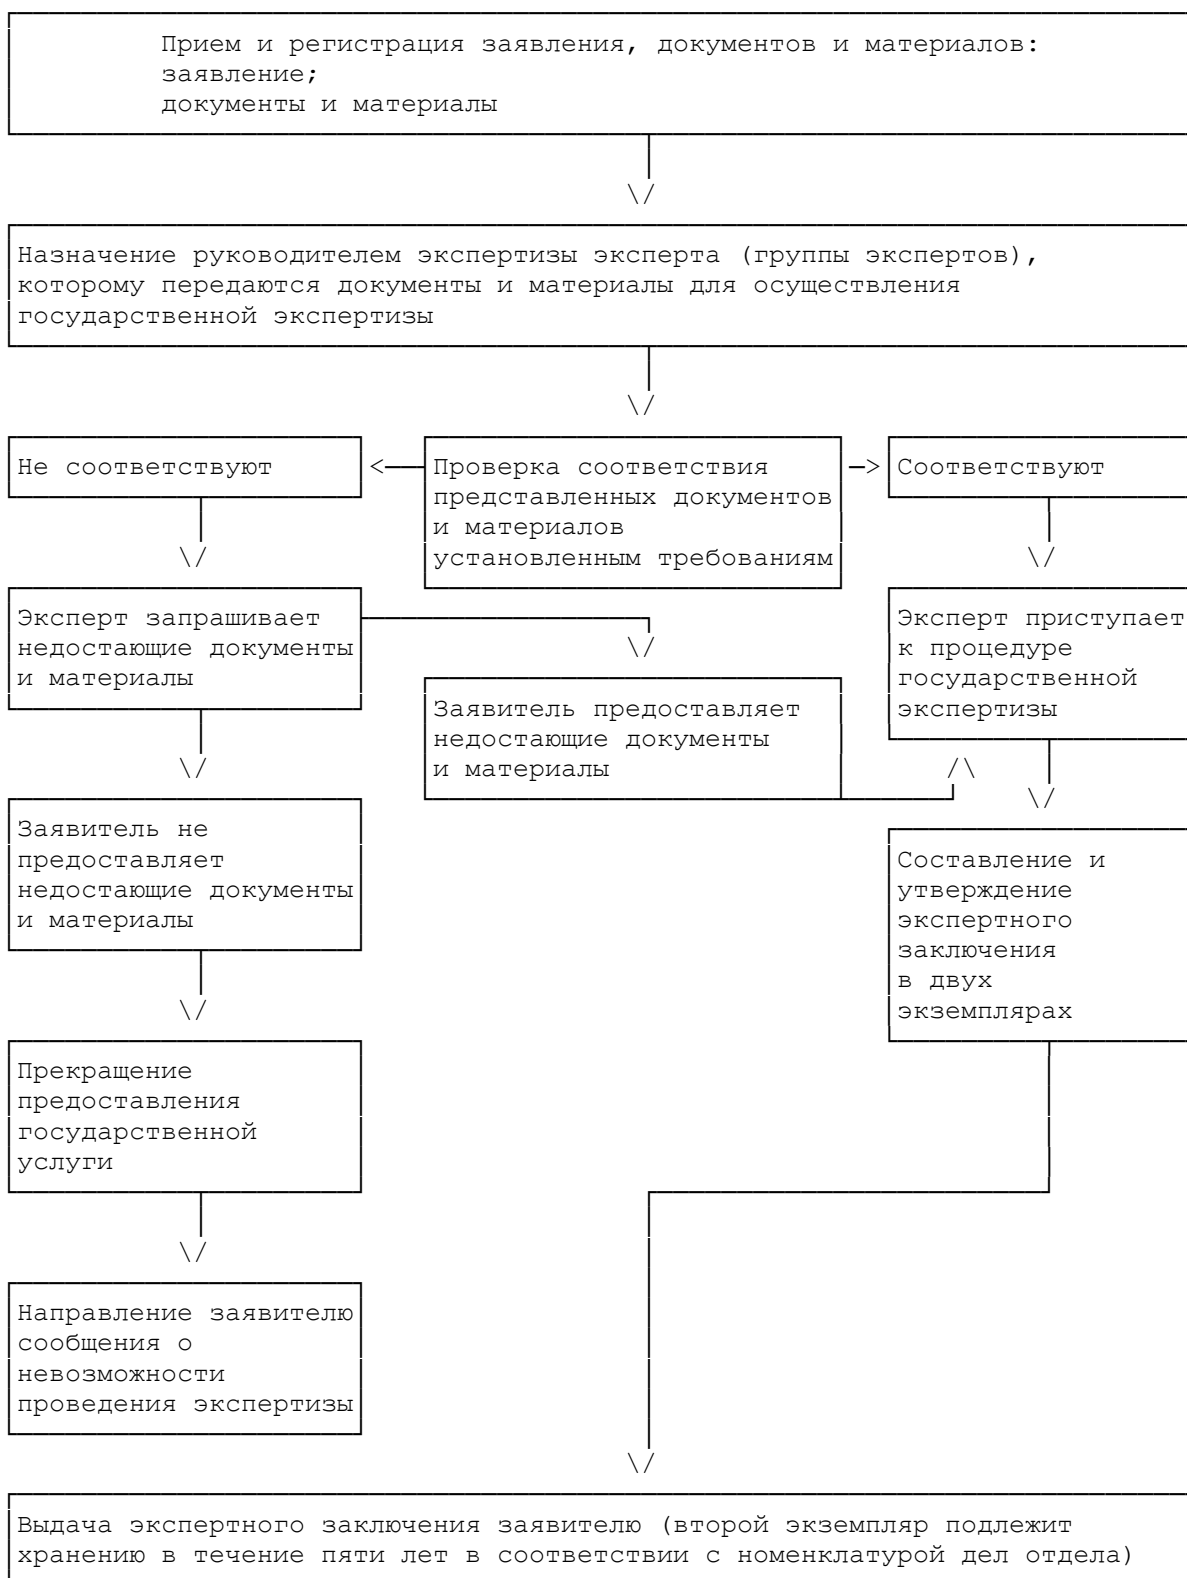 Прием и регистрация заявления, документов и материалов:
заявление;
документы и материалы
Назначение руководителем экспертизы эксперта (группы экспертов),
которому передаются документы и материалы для осуществления
государственной экспертизы
Не соответствуют
Проверка соответствия
представленных документов
и материалов
установленным требованиям
Соответствуют
Эксперт запрашивает
недостающие документы
и материалы
Заявитель предоставляет
недостающие документы
и материалы
Эксперт приступает
к процедуре
государственной
экспертизы
Заявитель не
предоставляет
недостающие документы
и материалы
Составление и
утверждение
экспертного
заключения
в двух
экземплярах
Прекращение
предоставления
государственной
услуги
Направление заявителю
сообщения о
невозможности
проведения экспертизы
Выдача экспертного заключения заявителю (второй экземпляр подлежит
хранению в течение пяти лет в соответствии с номенклатурой дел отдела)